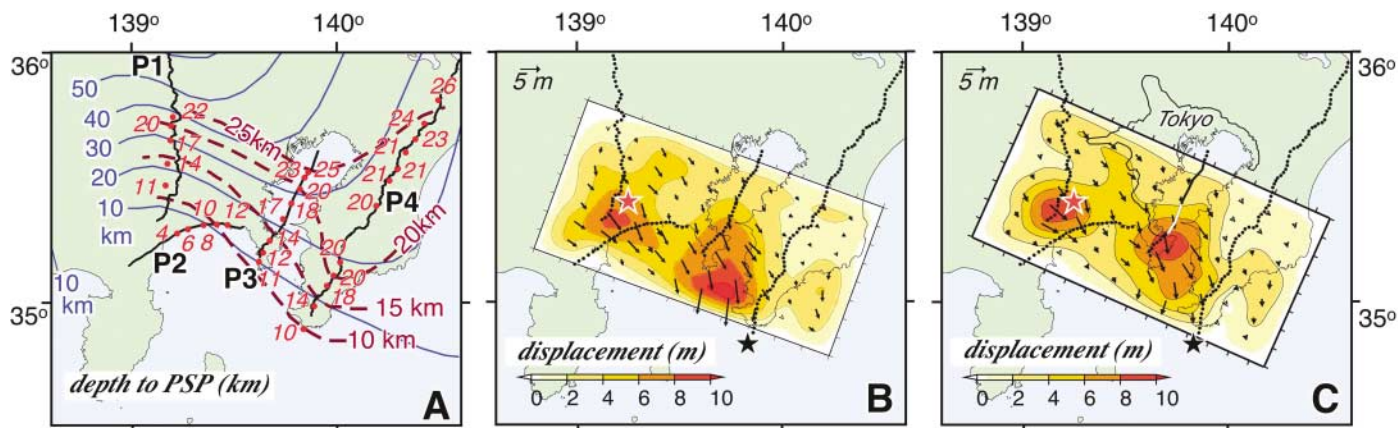 139° 140° 139° 140° 139° 140°
36° 36°
P1 5 m 5 m
50
40 22 26
20 25km 24
30 17 23 Tokyo
14 23 25 21
20 11 20 21
17 18 20 P4
10 10 12
km 4 6 8 14 20 20km
P2 P3 12
10 11 20
km 14 18
35° 15 km 35°
10 10 km
displacement (m) displacement (m)
depth to PSP (km) A 0 2 4 6 8 10 B 0 2 4 6 8 10 C